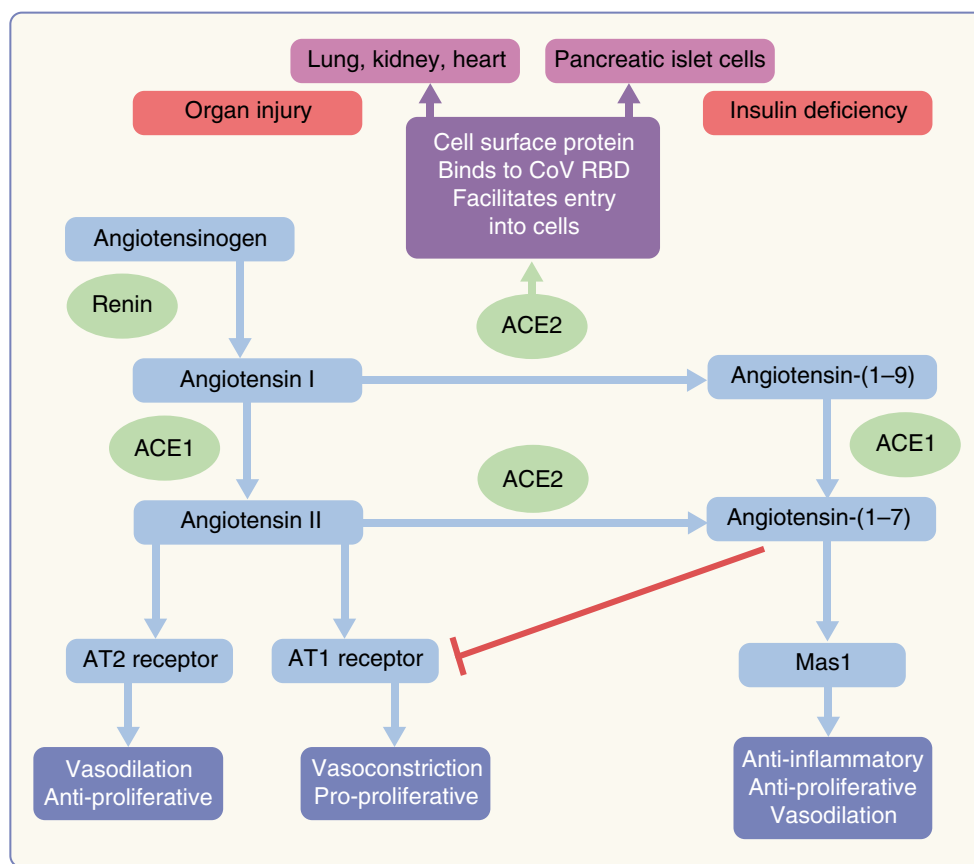 Lung, kidney, heart
Pancreatic islet cells
Organ injury
Insulin deficiency
Cell surface protein
Binds to CoV RBD
Facilitates entry
into cells
Angiotensinogen
Renin
ACE2
Angiotensin I
Angiotensin-(1–9)
ACE1
ACE1
ACE2
Angiotensin II
Angiotensin-(1–7)
AT2 receptor
AT1 receptor
Mas1
Vasodilation
Anti-proliferative
Vasoconstriction
Pro-proliferative
Anti-inflammatory
Anti-proliferative
Vasodilation